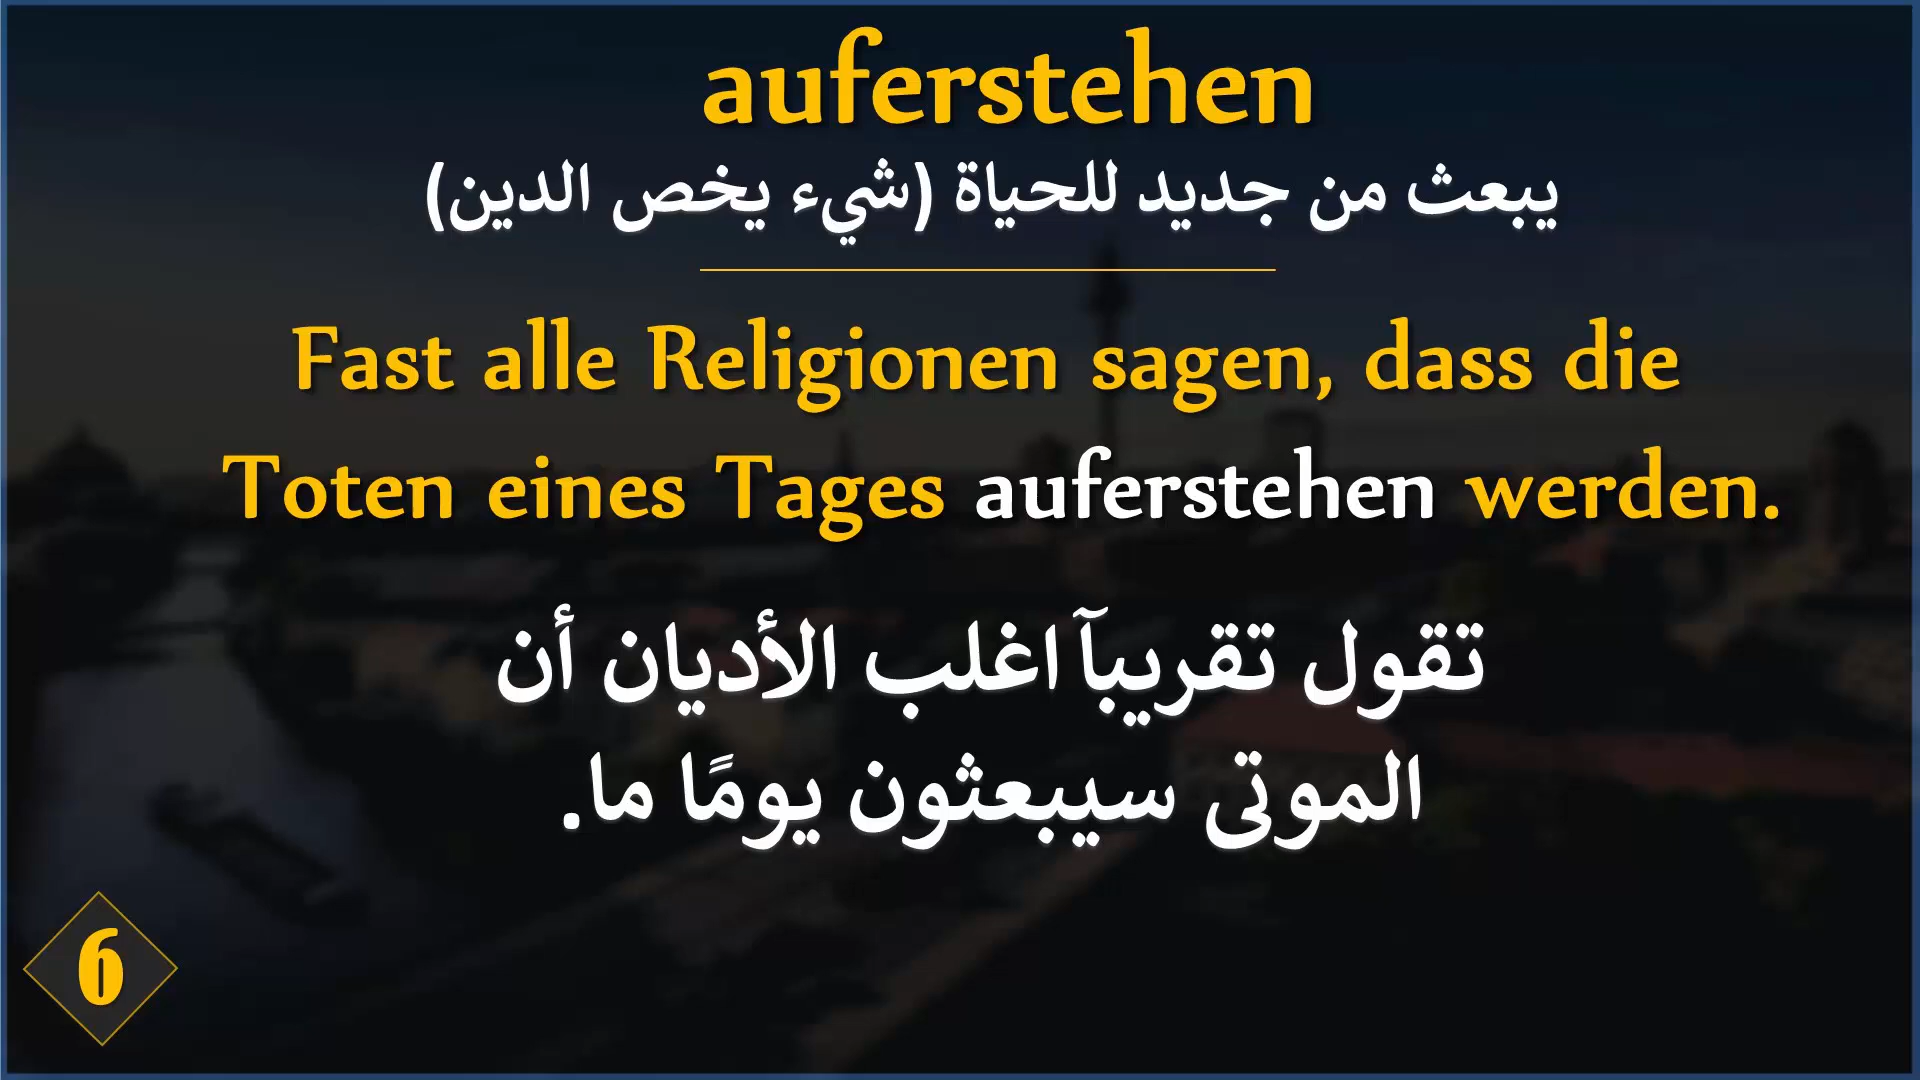 auferstehen
يبعث من جديد للحياة (شيء يخص الدين)
Fast alle Religionen sagen, dass die
Toten eines Tages auferstehen werden.
تقول تقريبآ اغلب الأديان أن
الموتى سيبعثون يومًا ما.
6